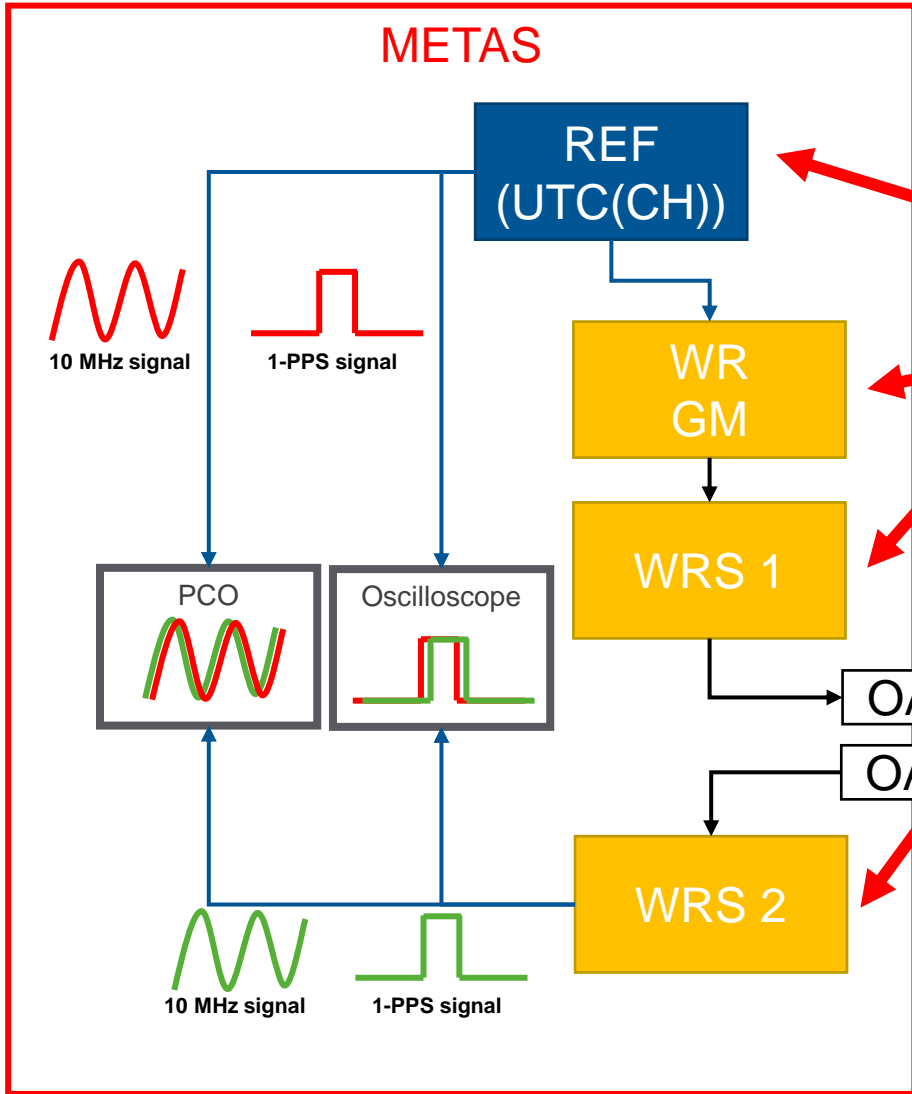 METAS
REF
(UTC(CH))
10 MHz signal
1-PPS signal
WR
GM
WRS 1
PCO
Oscilloscope
WRS 2
10 MHz signal
1-PPS signal